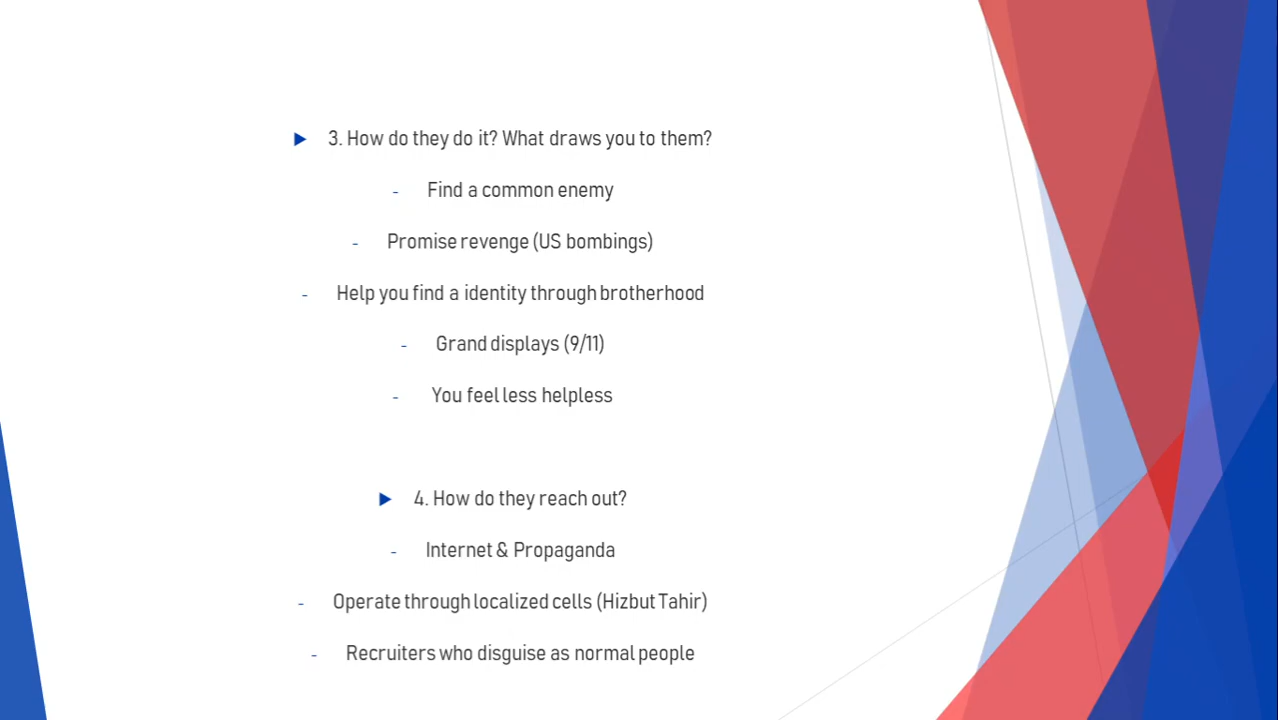 3. How do they do it? What draws you to them?
- Find a common enemy
- Promise revenge (US bombings)
- Help you find a identity through brotherhood
- Grand displays (9/11)
- You feel less helpless
4. How do they reach out?
- Internet & Propaganda
- Operate through localized cells (Hizbut Tahir)
- Recruiters who disguise as normal people